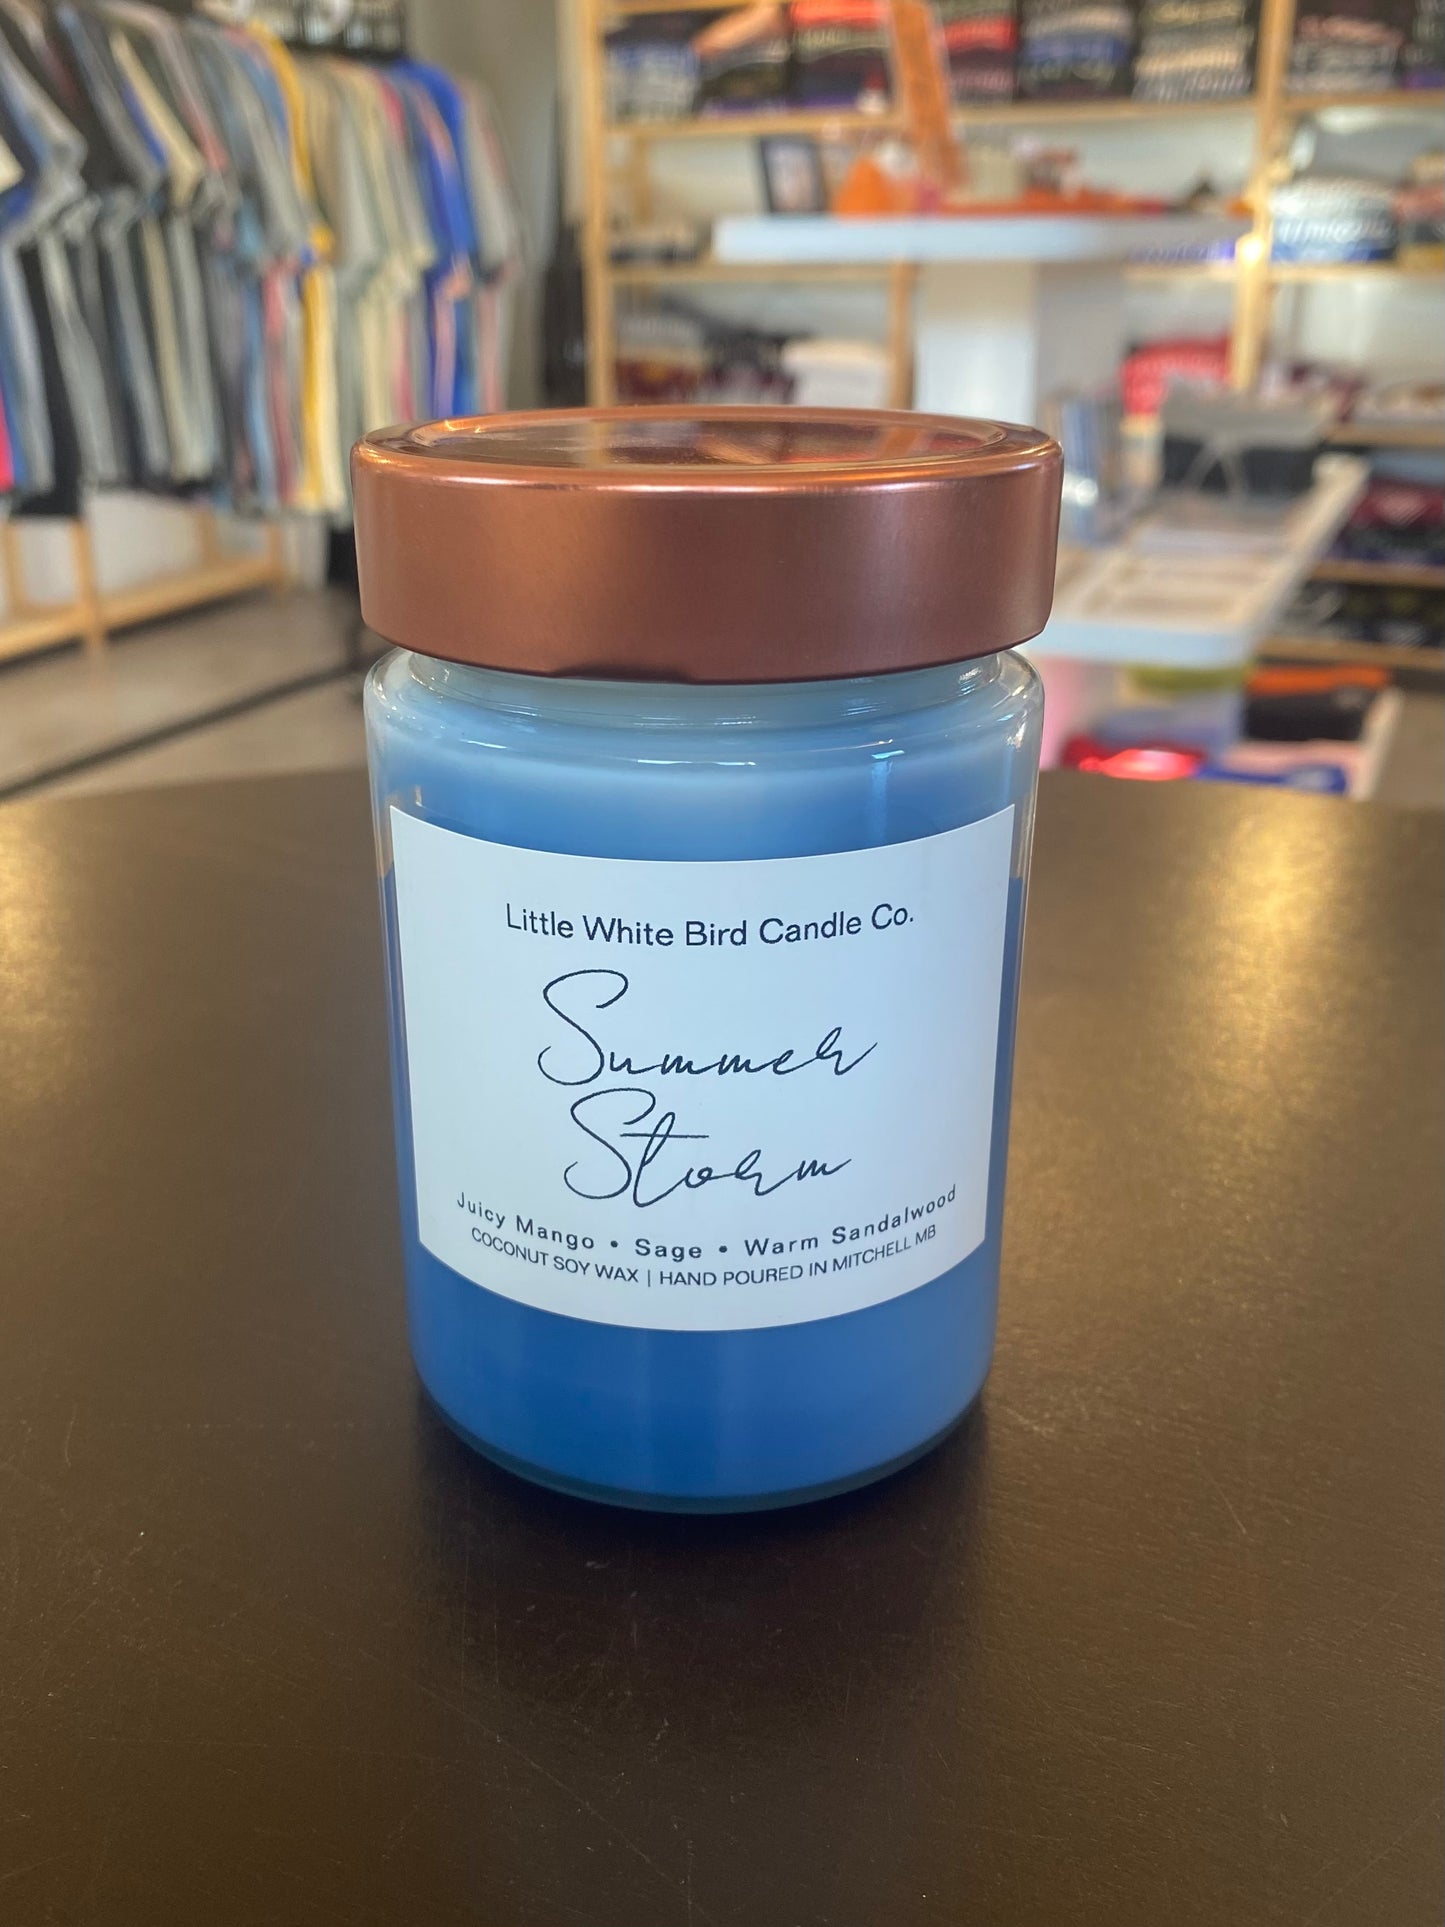 Little White Bird Candle Co.
Summer
Storm
Juicy Mango • Sage • Warm Sandalwood
COCONUT SOY WAX | HAND POURED IN MITCHELL MB